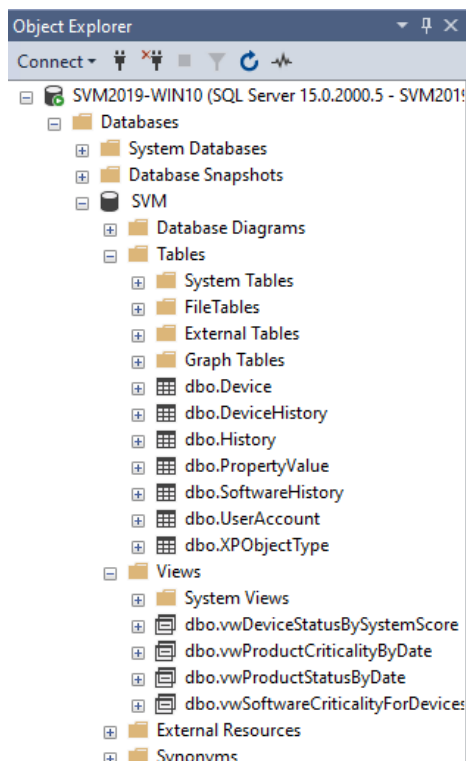 Object Explorer
Connect
SVM2019-WIN10 (SQL Server 15.0.2000.5 - SVM2019
Databases
System Databases
Database Snapshots
SVM
Database Diagrams
Tables
System Tables
FileTables
External Tables
Graph Tables
dbo.Device
dbo.DeviceHistory
dbo.History
dbo.PropertyValue
dbo.SoftwareHistory
dbo.UserAccount
dbo.XPObjectType
Views
System Views
dbo.vwDeviceStatusBySystemScore
dbo.vwProductCriticalityByDate
dbo.vwProductStatusByDate
dbo.vwSoftwareCriticalityForDevices
External Resources
Synonyms